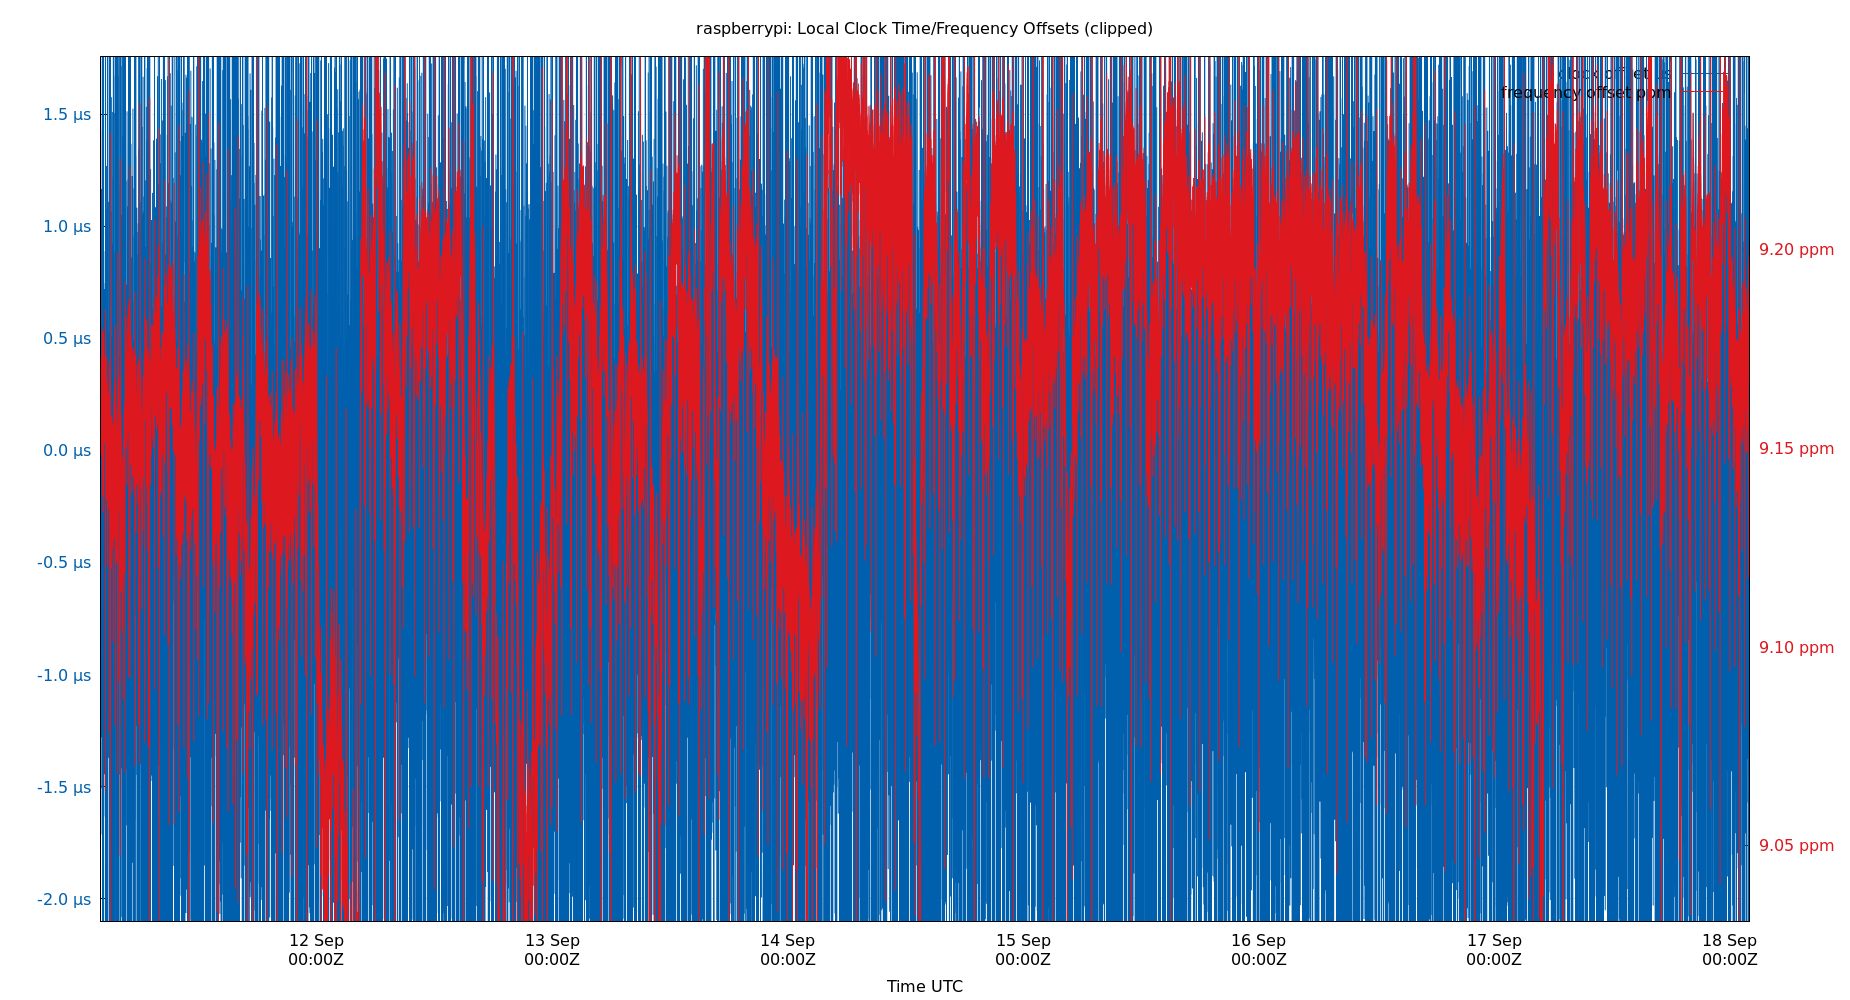 raspberrypi: Local Clock Time/Frequency Offsets (clipped)
clock offset µs
frequency offset ppm
1.5 µs
1.0 µs
0.5 µs
0.0 µs
-0.5 µs
-1.0 µs
-1.5 µs
-2.0 µs
9.20 ppm
9.15 ppm
9.10 ppm
9.05 ppm
12 Sep
00:00Z
13 Sep
00:00Z
14 Sep
00:00Z
15 Sep
00:00Z
16 Sep
00:00Z
17 Sep
00:00Z
18 Sep
00:00Z
Time UTC